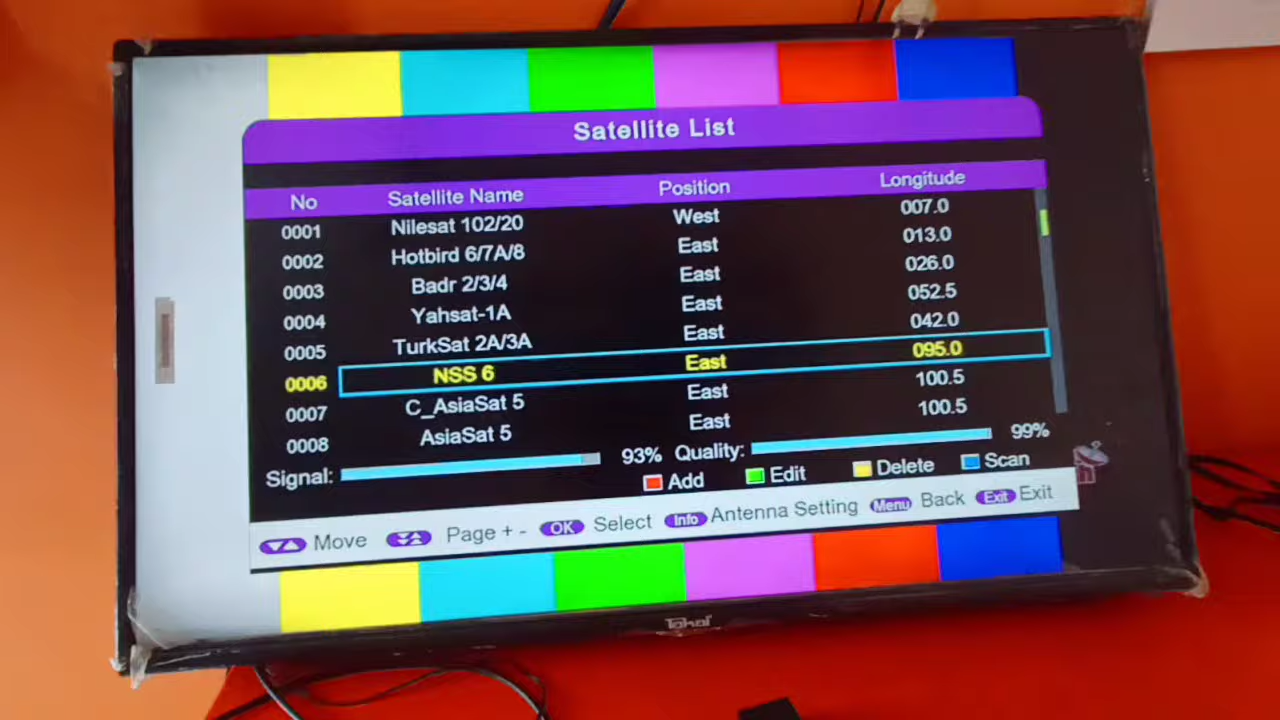 Satellite List
No Satellite Name Position Longitude
0001 Nilesat 102/20 West 007.0
0002 Hotbird 6/7A/8 East 013.0
0003 Badr 2/3/4 East 026.0
0004 Yahsat-1A East 052.5
0005 TurkSat 2A/3A East 042.0
0006 NSS 6 East 095.0
0007 C_AsiaSat 5 East 100.5
0008 AsiaSat 5 East 100.5
Signal: 93% Quality: 99%
Add Edit Delete Scan
Move Page + - OK Select Info Antenna Setting Menu Back Exit Exit